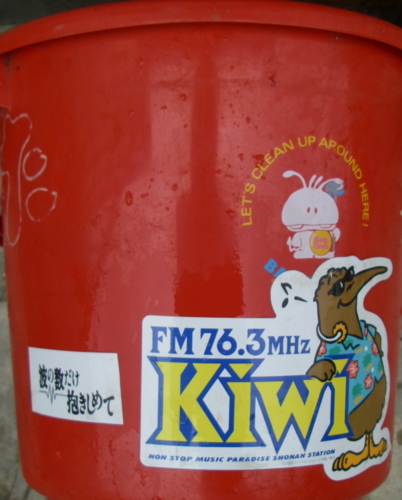 LET'S CLEAN UP AROUND HERE!
FM 76.3MHz
Kiwi
NON STOP MUSIC PARADISE SHONAN STATION
波の数だけ
抱きしめて